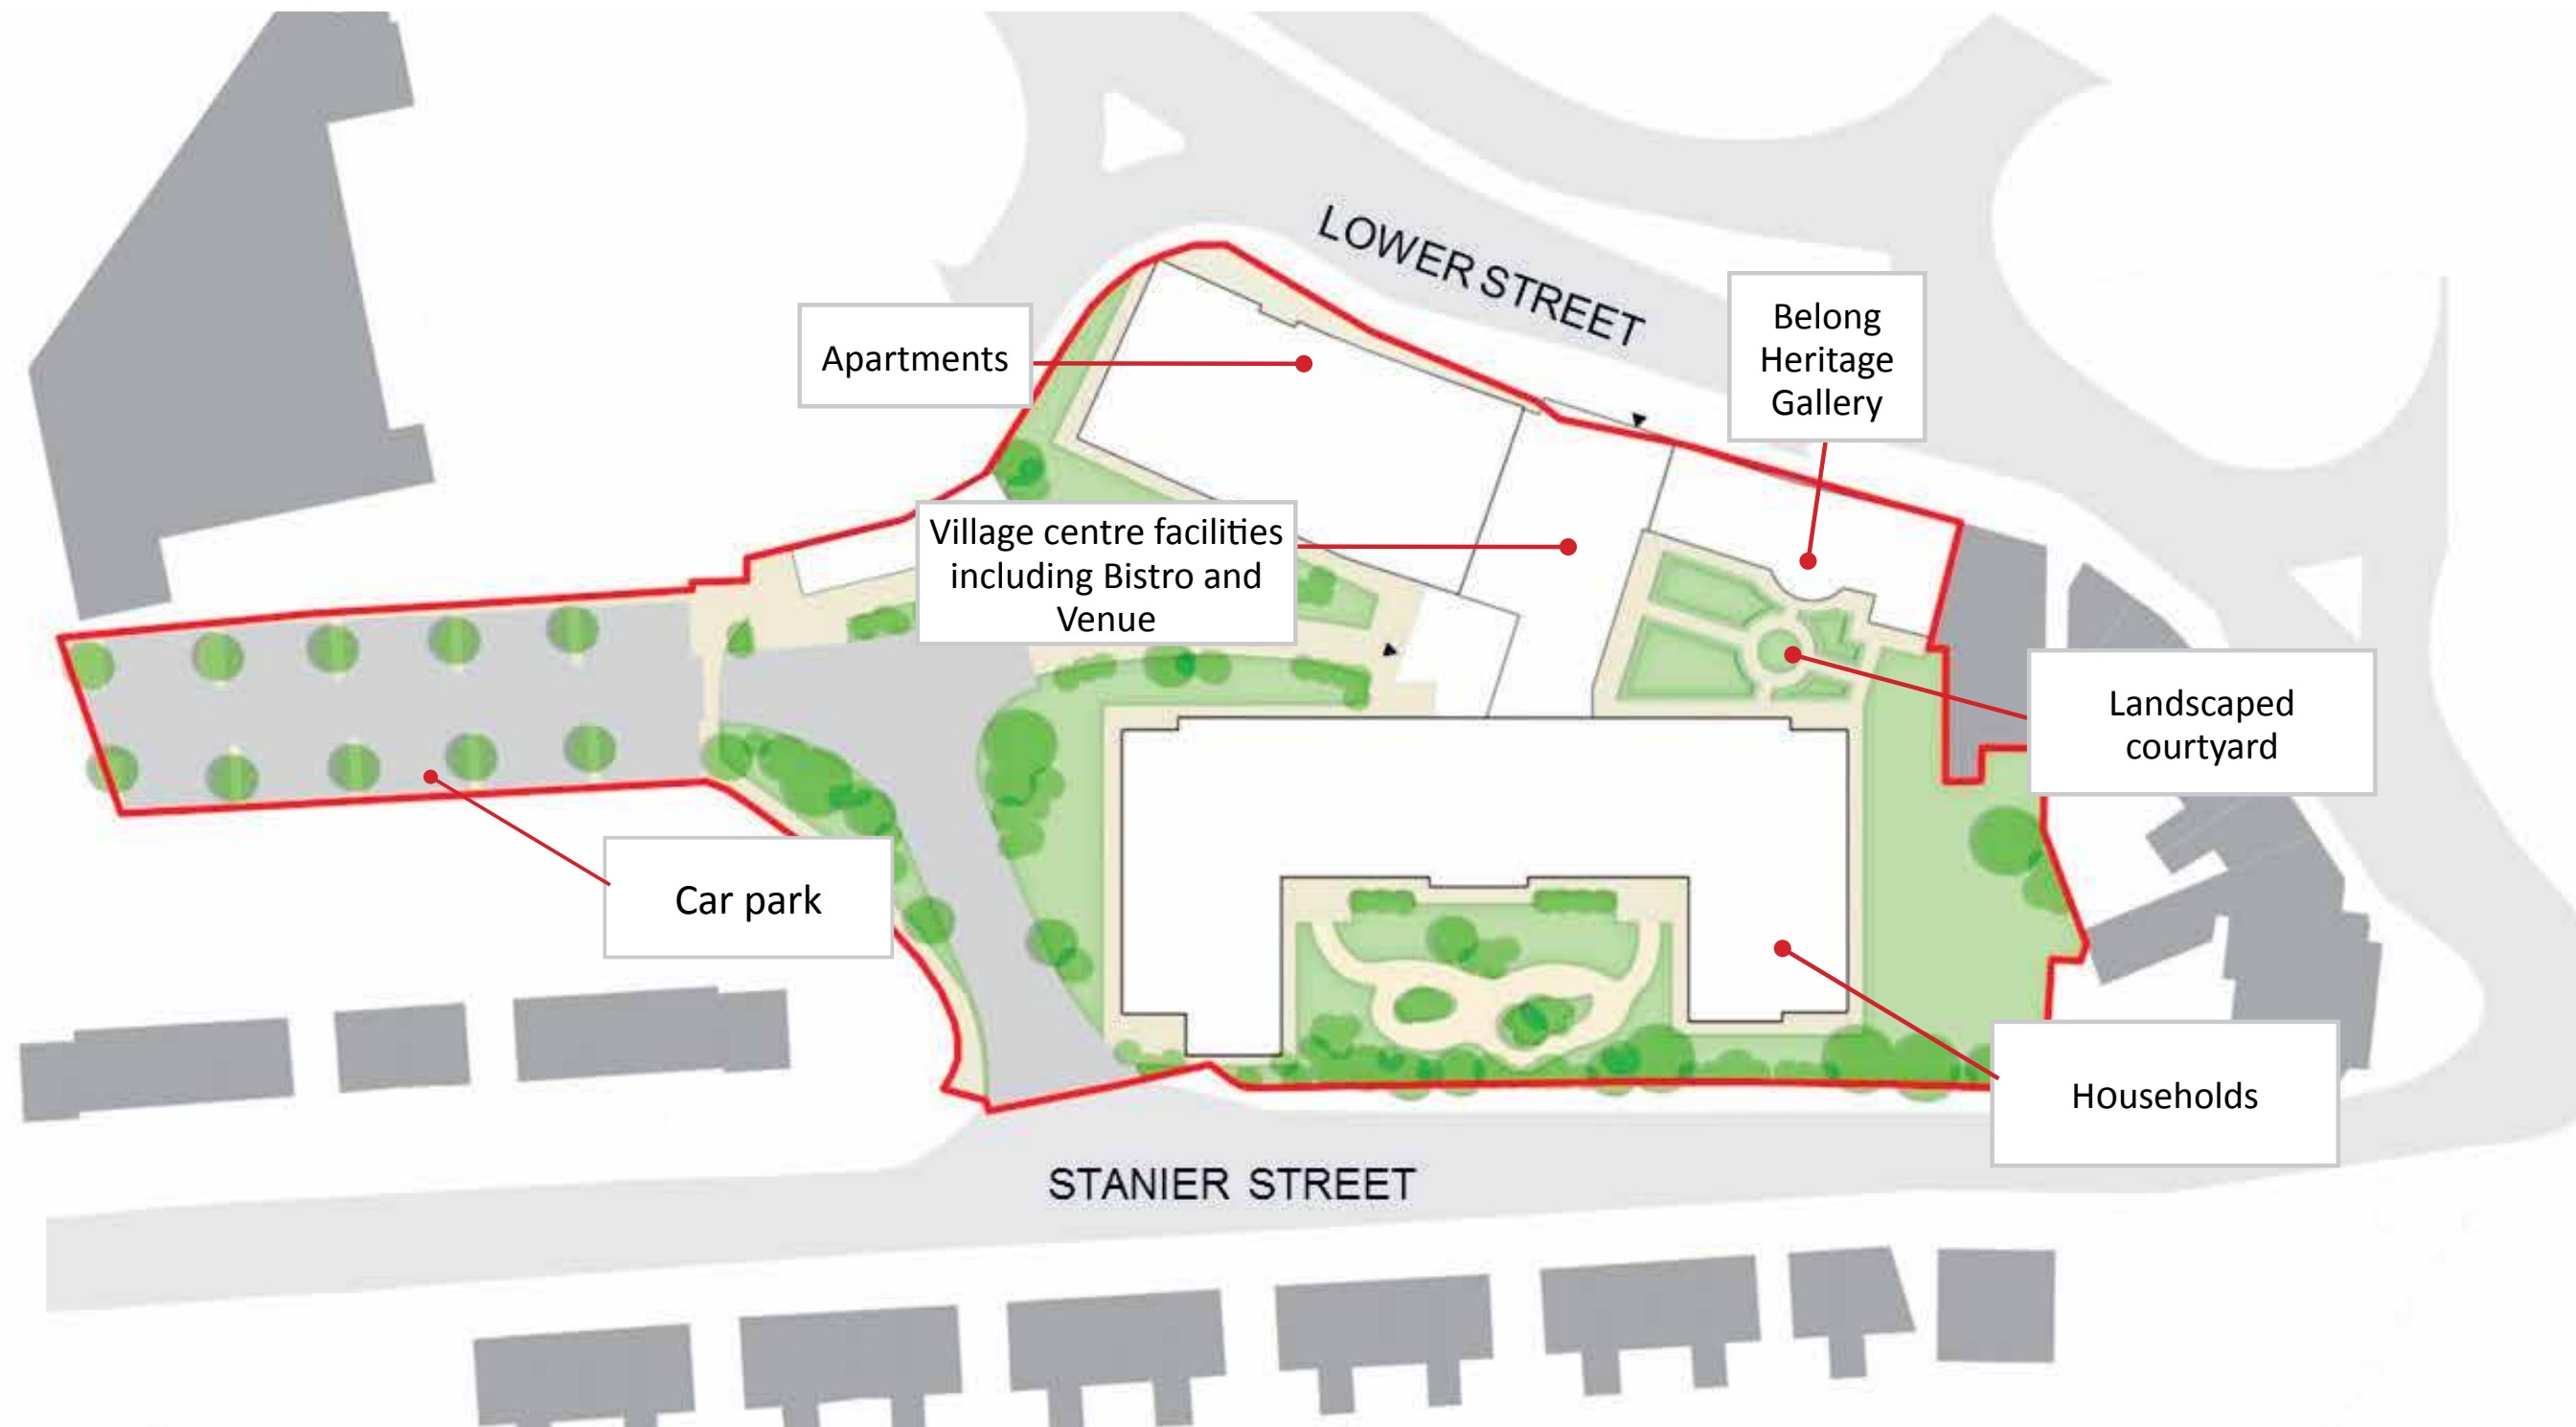 LOWER STREET
Apartments
Belong
Heritage
Gallery
Village centre facilities
including Bistro and
Venue
Landscaped
courtyard
Car park
Households
STANIER STREET